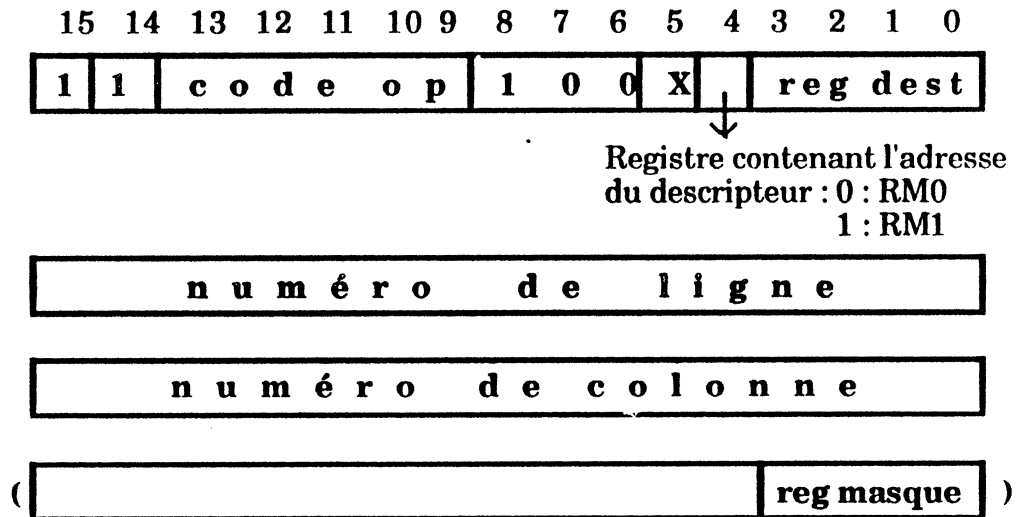 15 14 13 12 11 10 9 8 7 6 5 4 3 2 1 0
1 1 code op 1 0 0 X reg dest
Registre contenant l'adresse
du descripteur : 0 : RM0
1 : RM1
numéro de ligne
numéro de colonne
( reg masque )